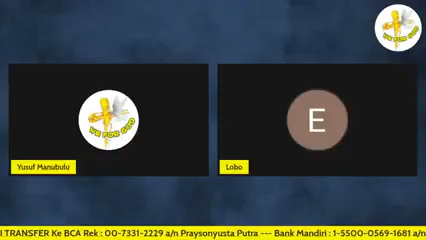 WE FOR GOD
WE FOR GOD
E
Yusuf Manubulu
Lobo
I TRANSFER Ke BCA Rek : 00-7331-2229 a/n Praysonyusta Putra --- Bank Mandiri : 1-5500-0569-1681 a/n